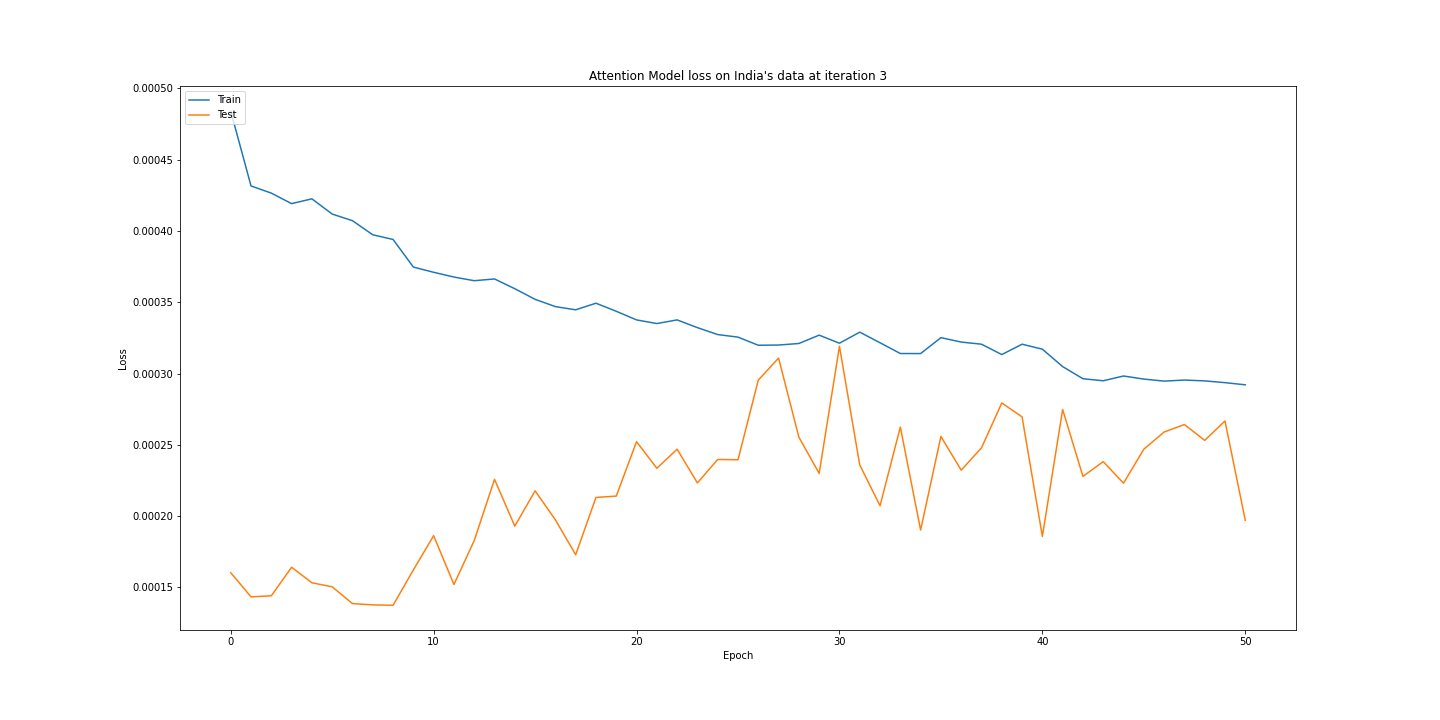 Attention Model loss on India's data at iteration 3
Train
Test
0.00050
0.00045
0.00040
0.00035
0.00030
0.00025
0.00020
0.00015
Loss
0 10 20 30 40 50
Epoch